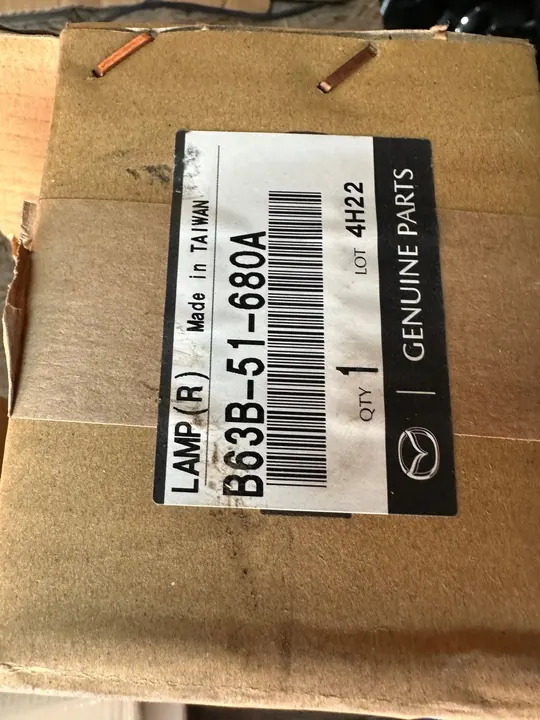 LAMP(R) Made in TAIWAN
B63B-51-680A
QTY 1 LOT 4H22
GENUINE PARTS